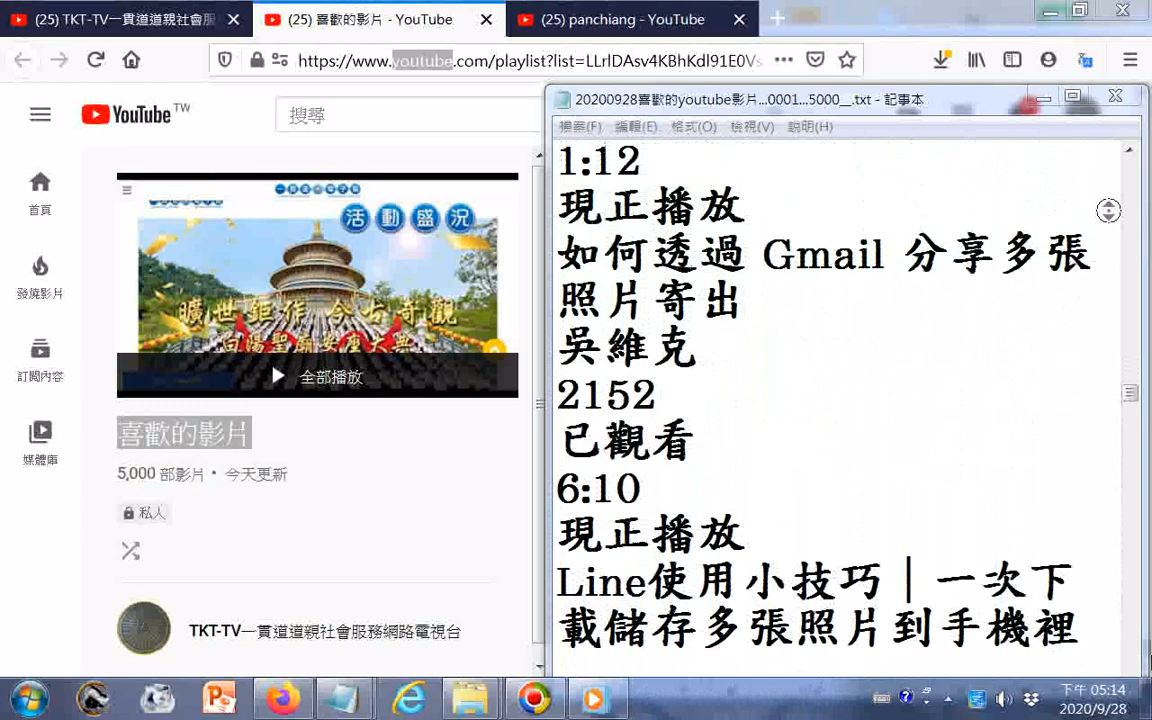 (25) TKT-TV一貫道道親社會服
(25) 喜歡的影片 - YouTube
(25) panchiang - YouTube
https://www.youtube.com/playlist?list=LLrlDAsv4KBhKdl91E0Vs
YouTube TW
搜尋
首頁
發燒影片
訂閱內容
媒體庫
活動盛況
曠世鉅作 今古奇觀
白陽聖廟安座大典
全部播放
喜歡的影片
5,000 部影片 • 今天更新
私人
TKT-TV一貫道道親社會服務網路電視台
20200928喜歡的youtube影片...0001...5000__.txt - 記事本
檔案(F) 編輯(E) 格式(O) 檢視(V) 說明(H)
1:12
現正播放
如何透過 Gmail 分享多張
照片寄出
吳維克
2152
已觀看
6:10
現正播放
Line使用小技巧│一次下
載儲存多張照片到手機裡
下午 05:14
2020/9/28